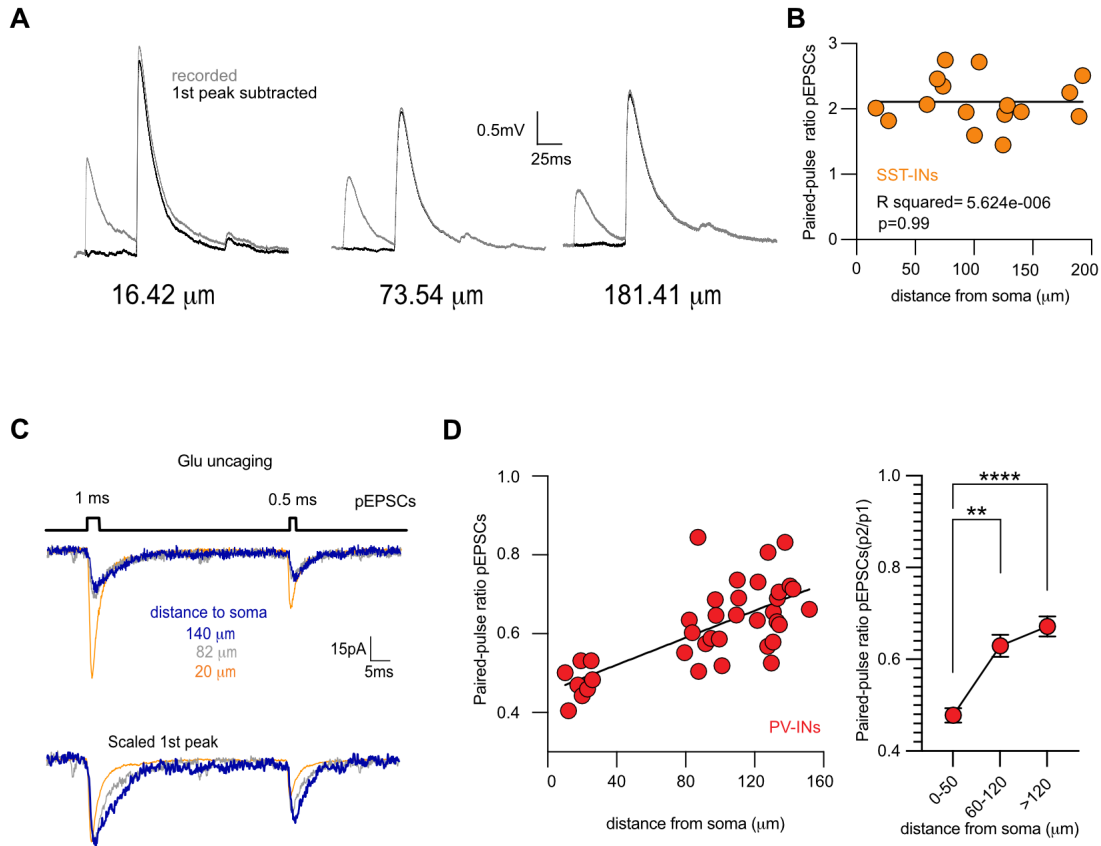 A
recorded
1st peak subtracted
0.5mV
25ms
16.42 μm
73.54 μm
181.41 μm
B
Paired-pulse ratio pEPSCs
3
2
1
0
SST-INs
R squared= 5.624e-006
p=0.99
0 50 100 150 200
distance from soma (μm)
C
Glu uncaging
1 ms
0.5 ms
pEPSCs
distance to soma
140 μm
82 μm
20 μm
15pA
5ms
Scaled 1st peak
D
Paired-pulse ratio pEPSCs
1.0
0.8
0.6
0.4
PV-INs
0 40 80 120 160
distance from soma (μm)
Paired-pulse ratio pEPSCs(p2/p1)
1.0
0.8
0.6
0.4
****
**
0-50
60-120
>120
distance from soma (μm)